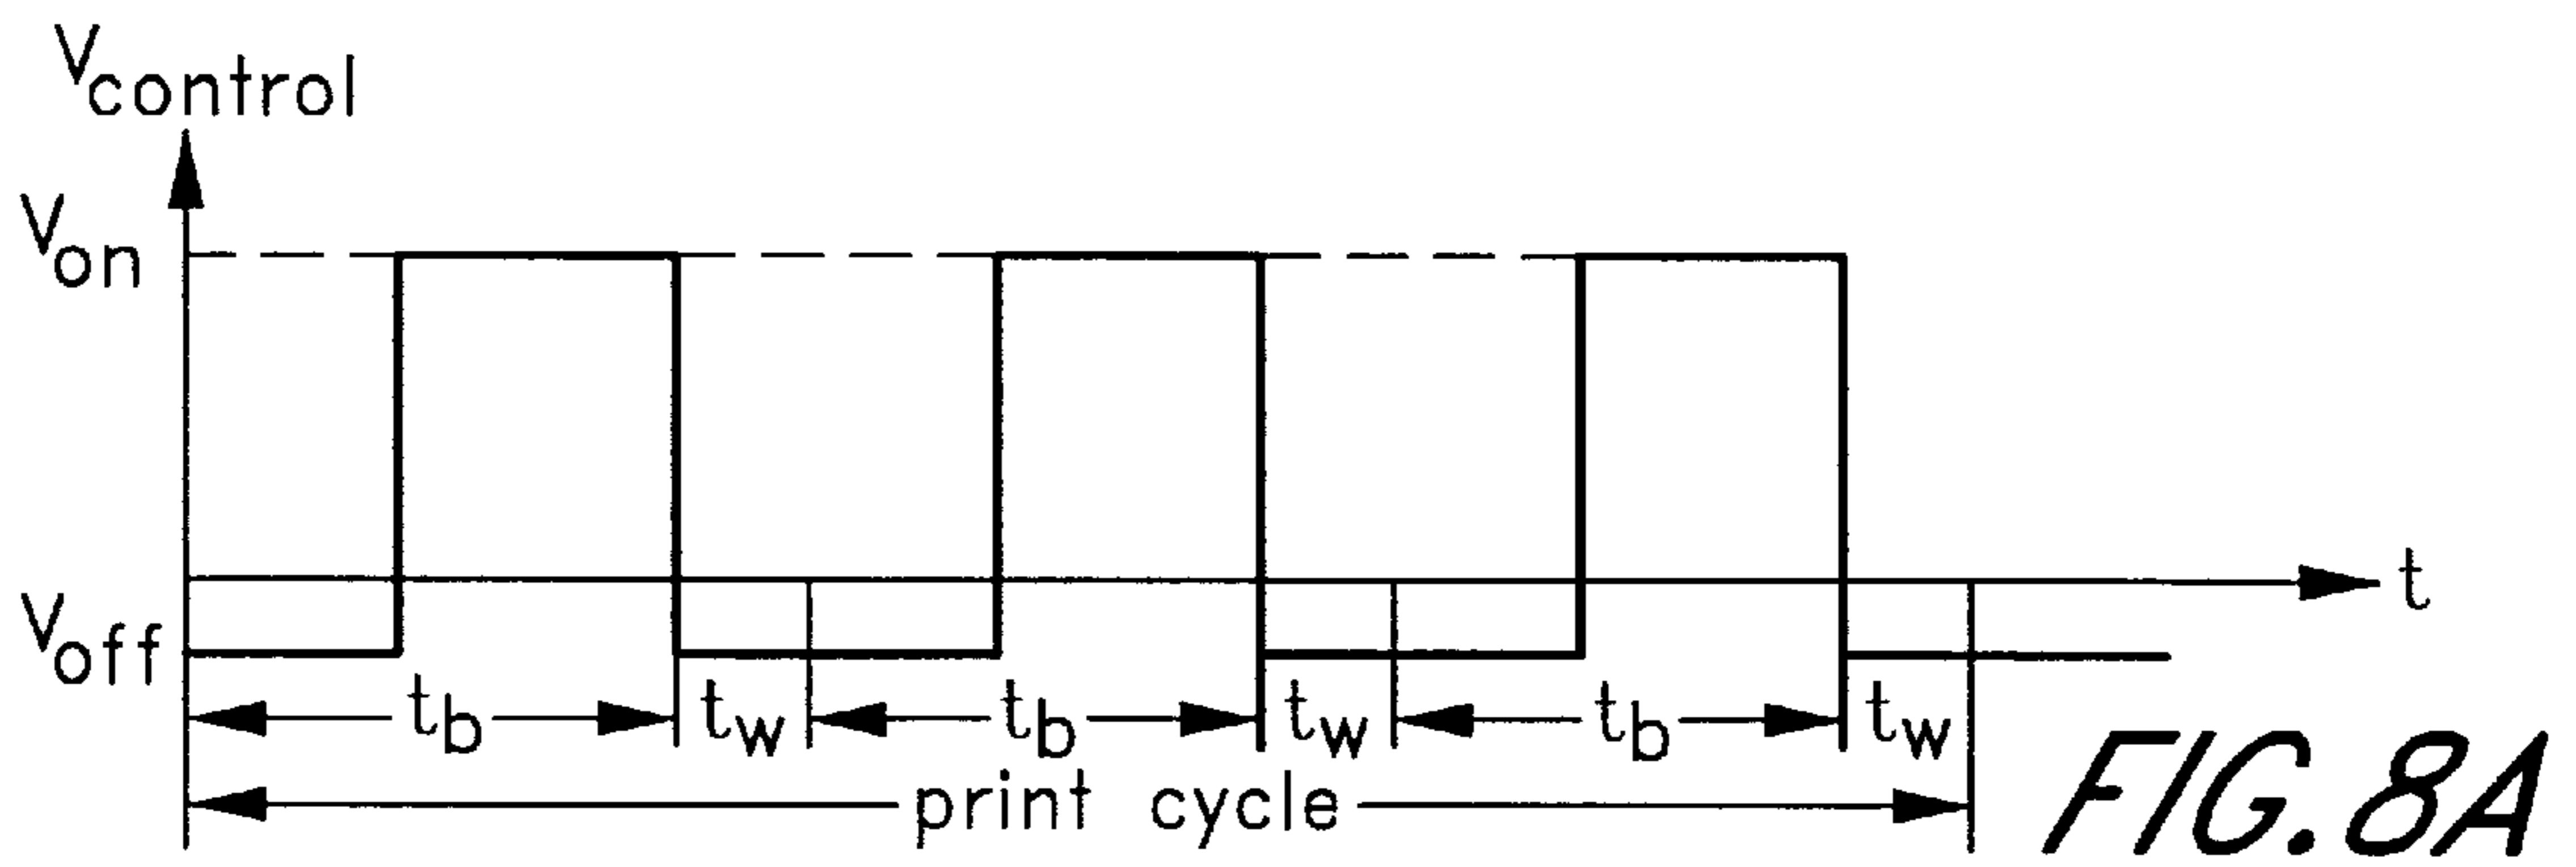 Vcontrol
Von
t
Voff
tb tw tb tw tb tw
print cycle
FIG. 8A